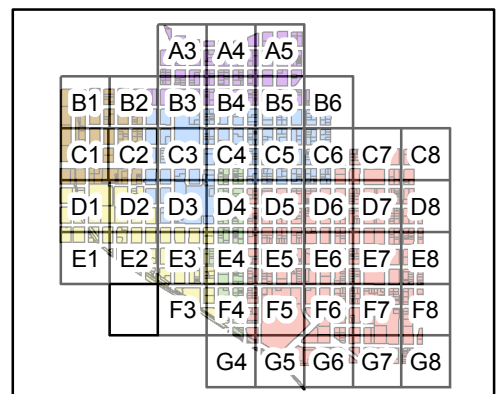 A3 A4 A5
B1 B2 B3 B4 B5 B6
C1 C2 C3 C4 C5 C6 C7 C8
D1 D2 D3 D4 D5 D6 D7 D8
E1 E2 E3 E4 E5 E6 E7 E8
F3 F4 F5 F6 F7 F8
G4 G5 G6 G7 G8